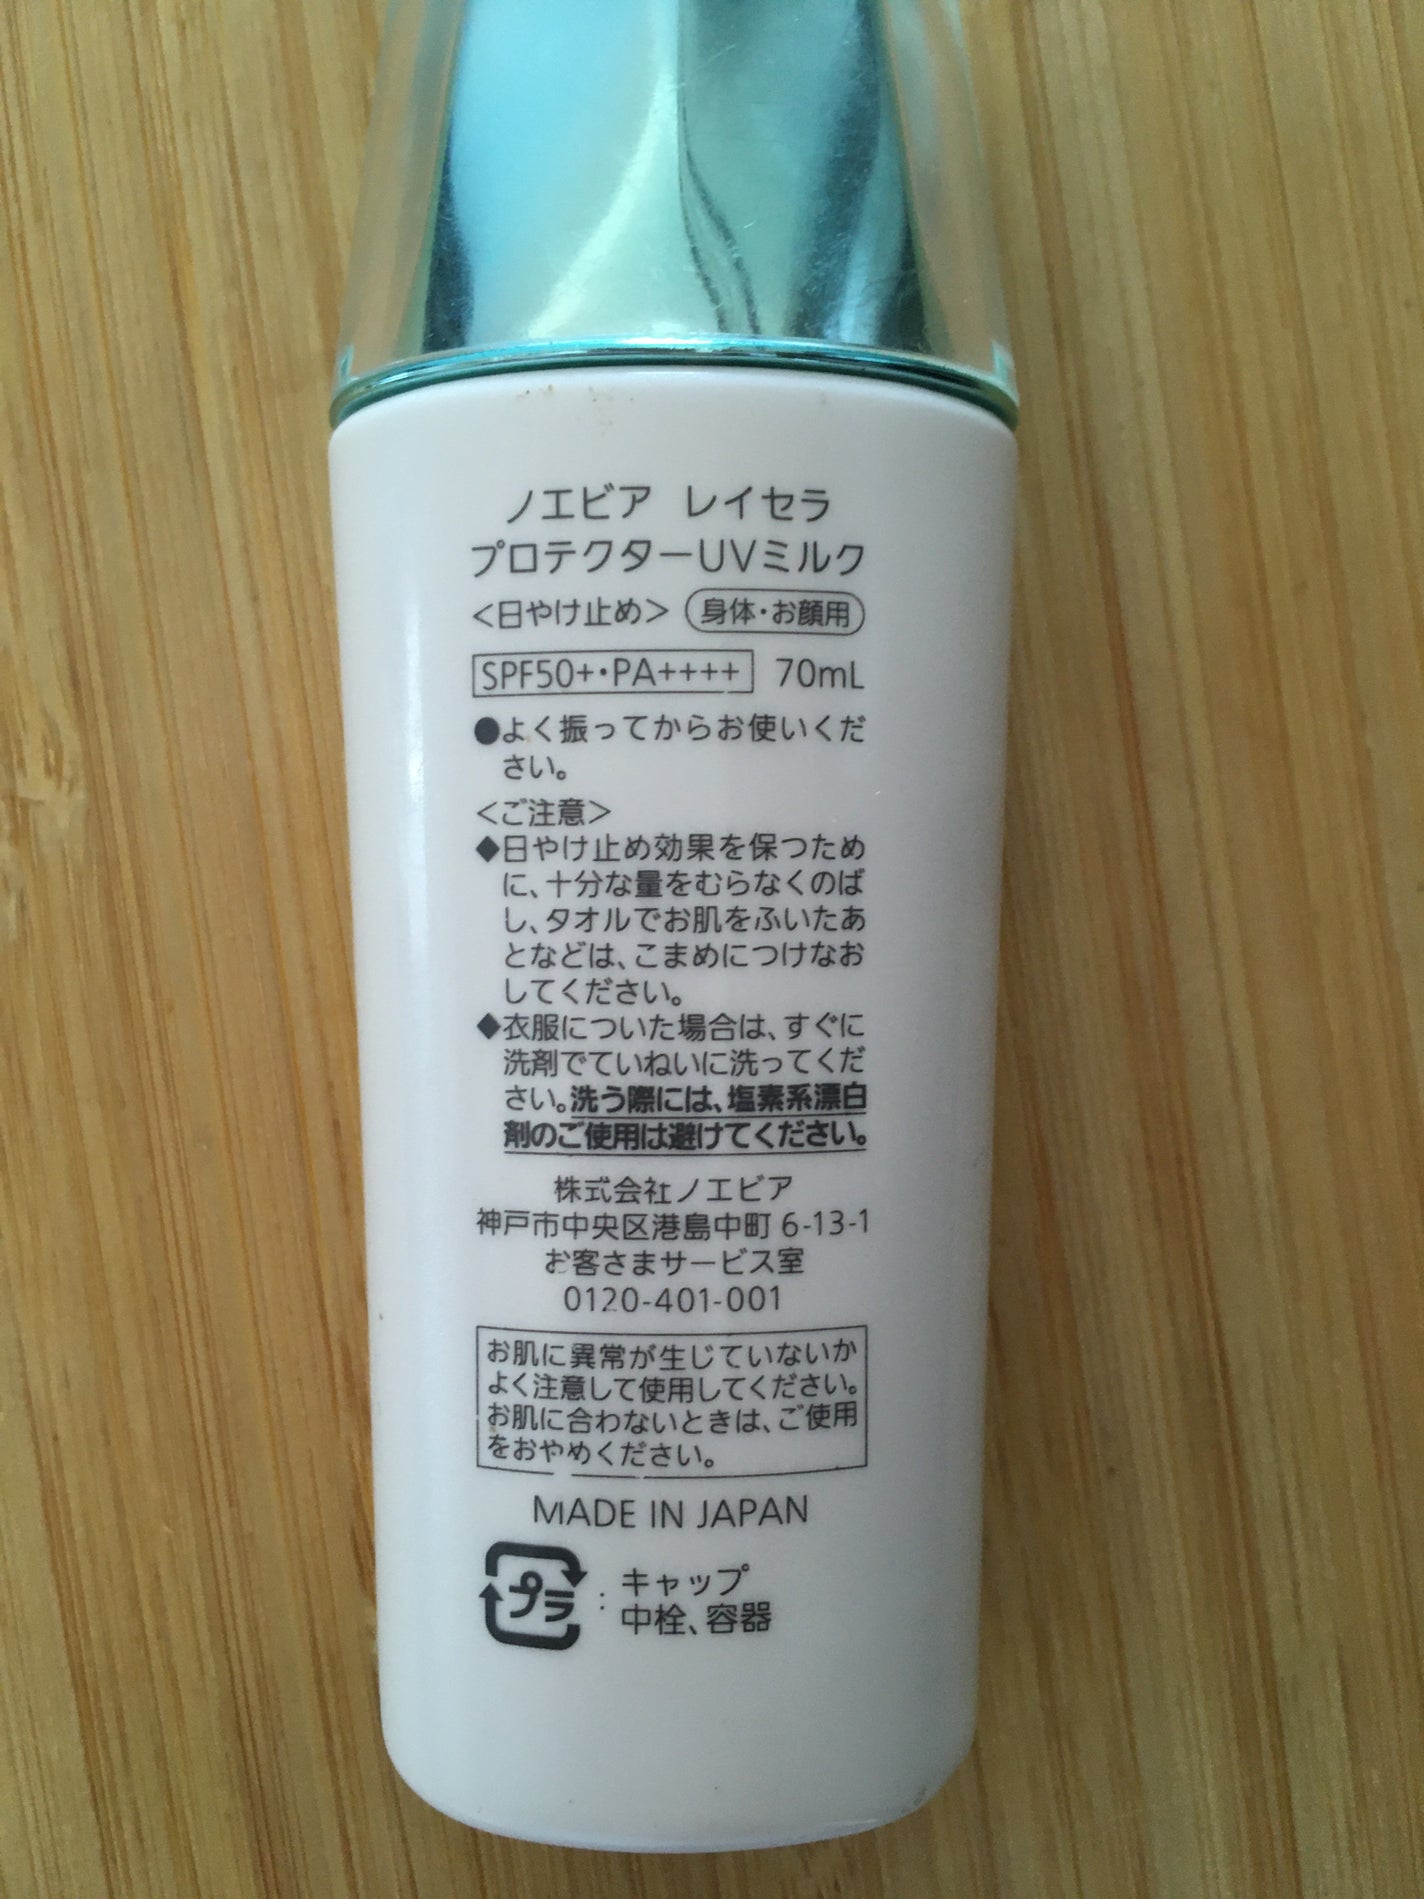 ノエビア レイセラ
プロテクターUVミルク
<日やけ止め> 身体・お顔用
SPF50+・PA++++ 70mL
●よく振ってからお使いくだ
さい。
<ご注意>
◆日やけ止め効果を保つため
に、十分な量をむらなくのば
し、タオルでお肌をふいたあ
となどは、こまめにつけなお
してください。
◆衣服についた場合は、すぐに
洗剤でていねいに洗ってくだ
さい。洗う際には、塩素系漂白
剤のご使用は避けてください。
株式会社ノエビア
神戸市中央区港島中町 6-13-1
お客さまサービス室
0120-401-001
お肌に異常が生じていないか
よく注意して使用してください。
お肌に合わないときは、ご使用
をおやめください。
MADE IN JAPAN
プラ : キャップ
中栓、容器